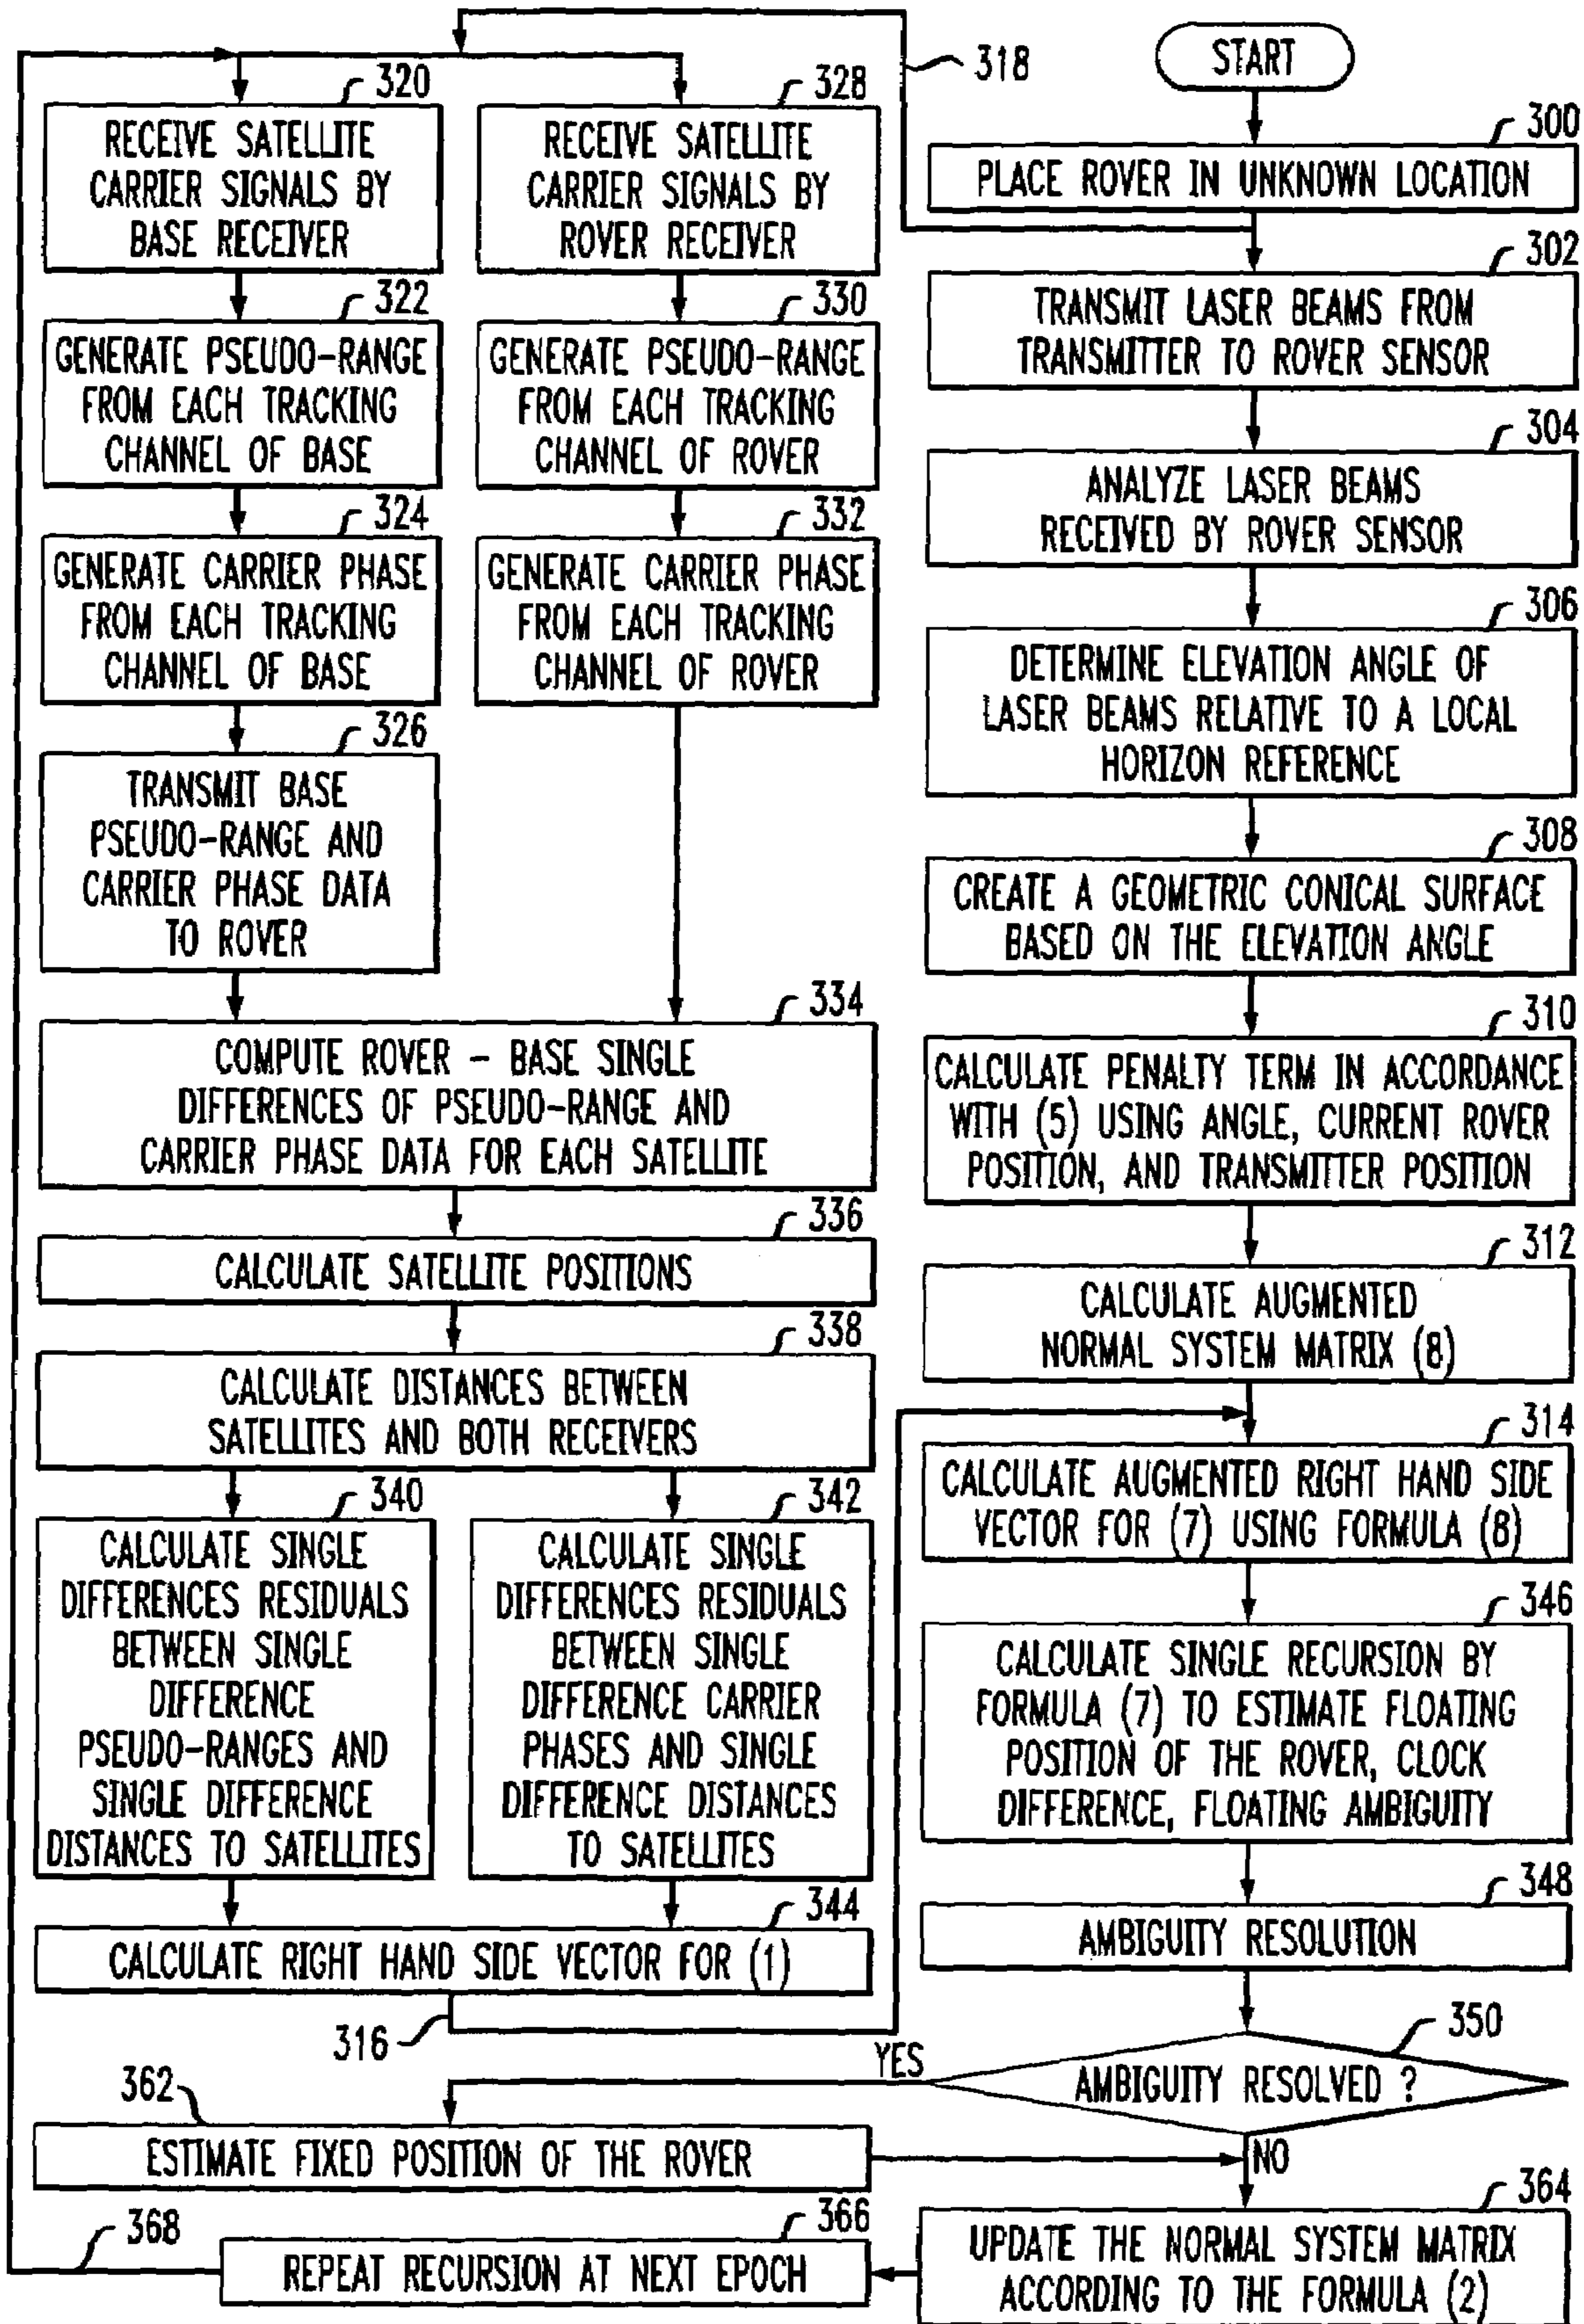 START
318
300
PLACE ROVER IN UNKNOWN LOCATION
302
TRANSMIT LASER BEAMS FROM
TRANSMITTER TO ROVER SENSOR
304
ANALYZE LASER BEAMS
RECEIVED BY ROVER SENSOR
306
DETERMINE ELEVATION ANGLE OF
LASER BEAMS RELATIVE TO A LOCAL
HORIZON REFERENCE
308
CREATE A GEOMETRIC CONICAL SURFACE
BASED ON THE ELEVATION ANGLE
310
CALCULATE PENALTY TERM IN ACCORDANCE
WITH (5) USING ANGLE, CURRENT ROVER
POSITION, AND TRANSMITTER POSITION
312
CALCULATE AUGMENTED
NORMAL SYSTEM MATRIX (8)
320
RECEIVE SATELLITE
CARRIER SIGNALS BY
BASE RECEIVER
322
GENERATE PSEUDO-RANGE
FROM EACH TRACKING
CHANNEL OF BASE
324
GENERATE CARRIER PHASE
FROM EACH TRACKING
CHANNEL OF BASE
326
TRANSMIT BASE
PSEUDO-RANGE AND
CARRIER PHASE DATA
TO ROVER
328
RECEIVE SATELLITE
CARRIER SIGNALS BY
ROVER RECEIVER
330
GENERATE PSEUDO-RANGE
FROM EACH TRACKING
CHANNEL OF ROVER
332
GENERATE CARRIER PHASE
FROM EACH TRACKING
CHANNEL OF ROVER
334
COMPUTE ROVER - BASE SINGLE
DIFFERENCES OF PSEUDO-RANGE AND
CARRIER PHASE DATA FOR EACH SATELLITE
336
CALCULATE SATELLITE POSITIONS
338
CALCULATE DISTANCES BETWEEN
SATELLITES AND BOTH RECEIVERS
340
CALCULATE SINGLE
DIFFERENCES RESIDUALS
BETWEEN SINGLE
DIFFERENCE
PSEUDO-RANGES AND
SINGLE DIFFERENCE
DISTANCES TO SATELLITES
342
CALCULATE SINGLE
DIFFERENCES RESIDUALS
BETWEEN SINGLE
DIFFERENCE CARRIER
PHASES AND SINGLE
DIFFERENCE DISTANCES
TO SATELLITES
344
CALCULATE RIGHT HAND SIDE VECTOR FOR (1)
316
314
CALCULATE AUGMENTED RIGHT HAND SIDE
VECTOR FOR (7) USING FORMULA (8)
346
CALCULATE SINGLE RECURSION BY
FORMULA (7) TO ESTIMATE FLOATING
POSITION OF THE ROVER, CLOCK
DIFFERENCE, FLOATING AMBIGUITY
348
AMBIGUITY RESOLUTION
350
AMBIGUITY RESOLVED ?
YES
362
ESTIMATE FIXED POSITION OF THE ROVER
NO
364
UPDATE THE NORMAL SYSTEM MATRIX
ACCORDING TO THE FORMULA (2)
366
REPEAT RECURSION AT NEXT EPOCH
368